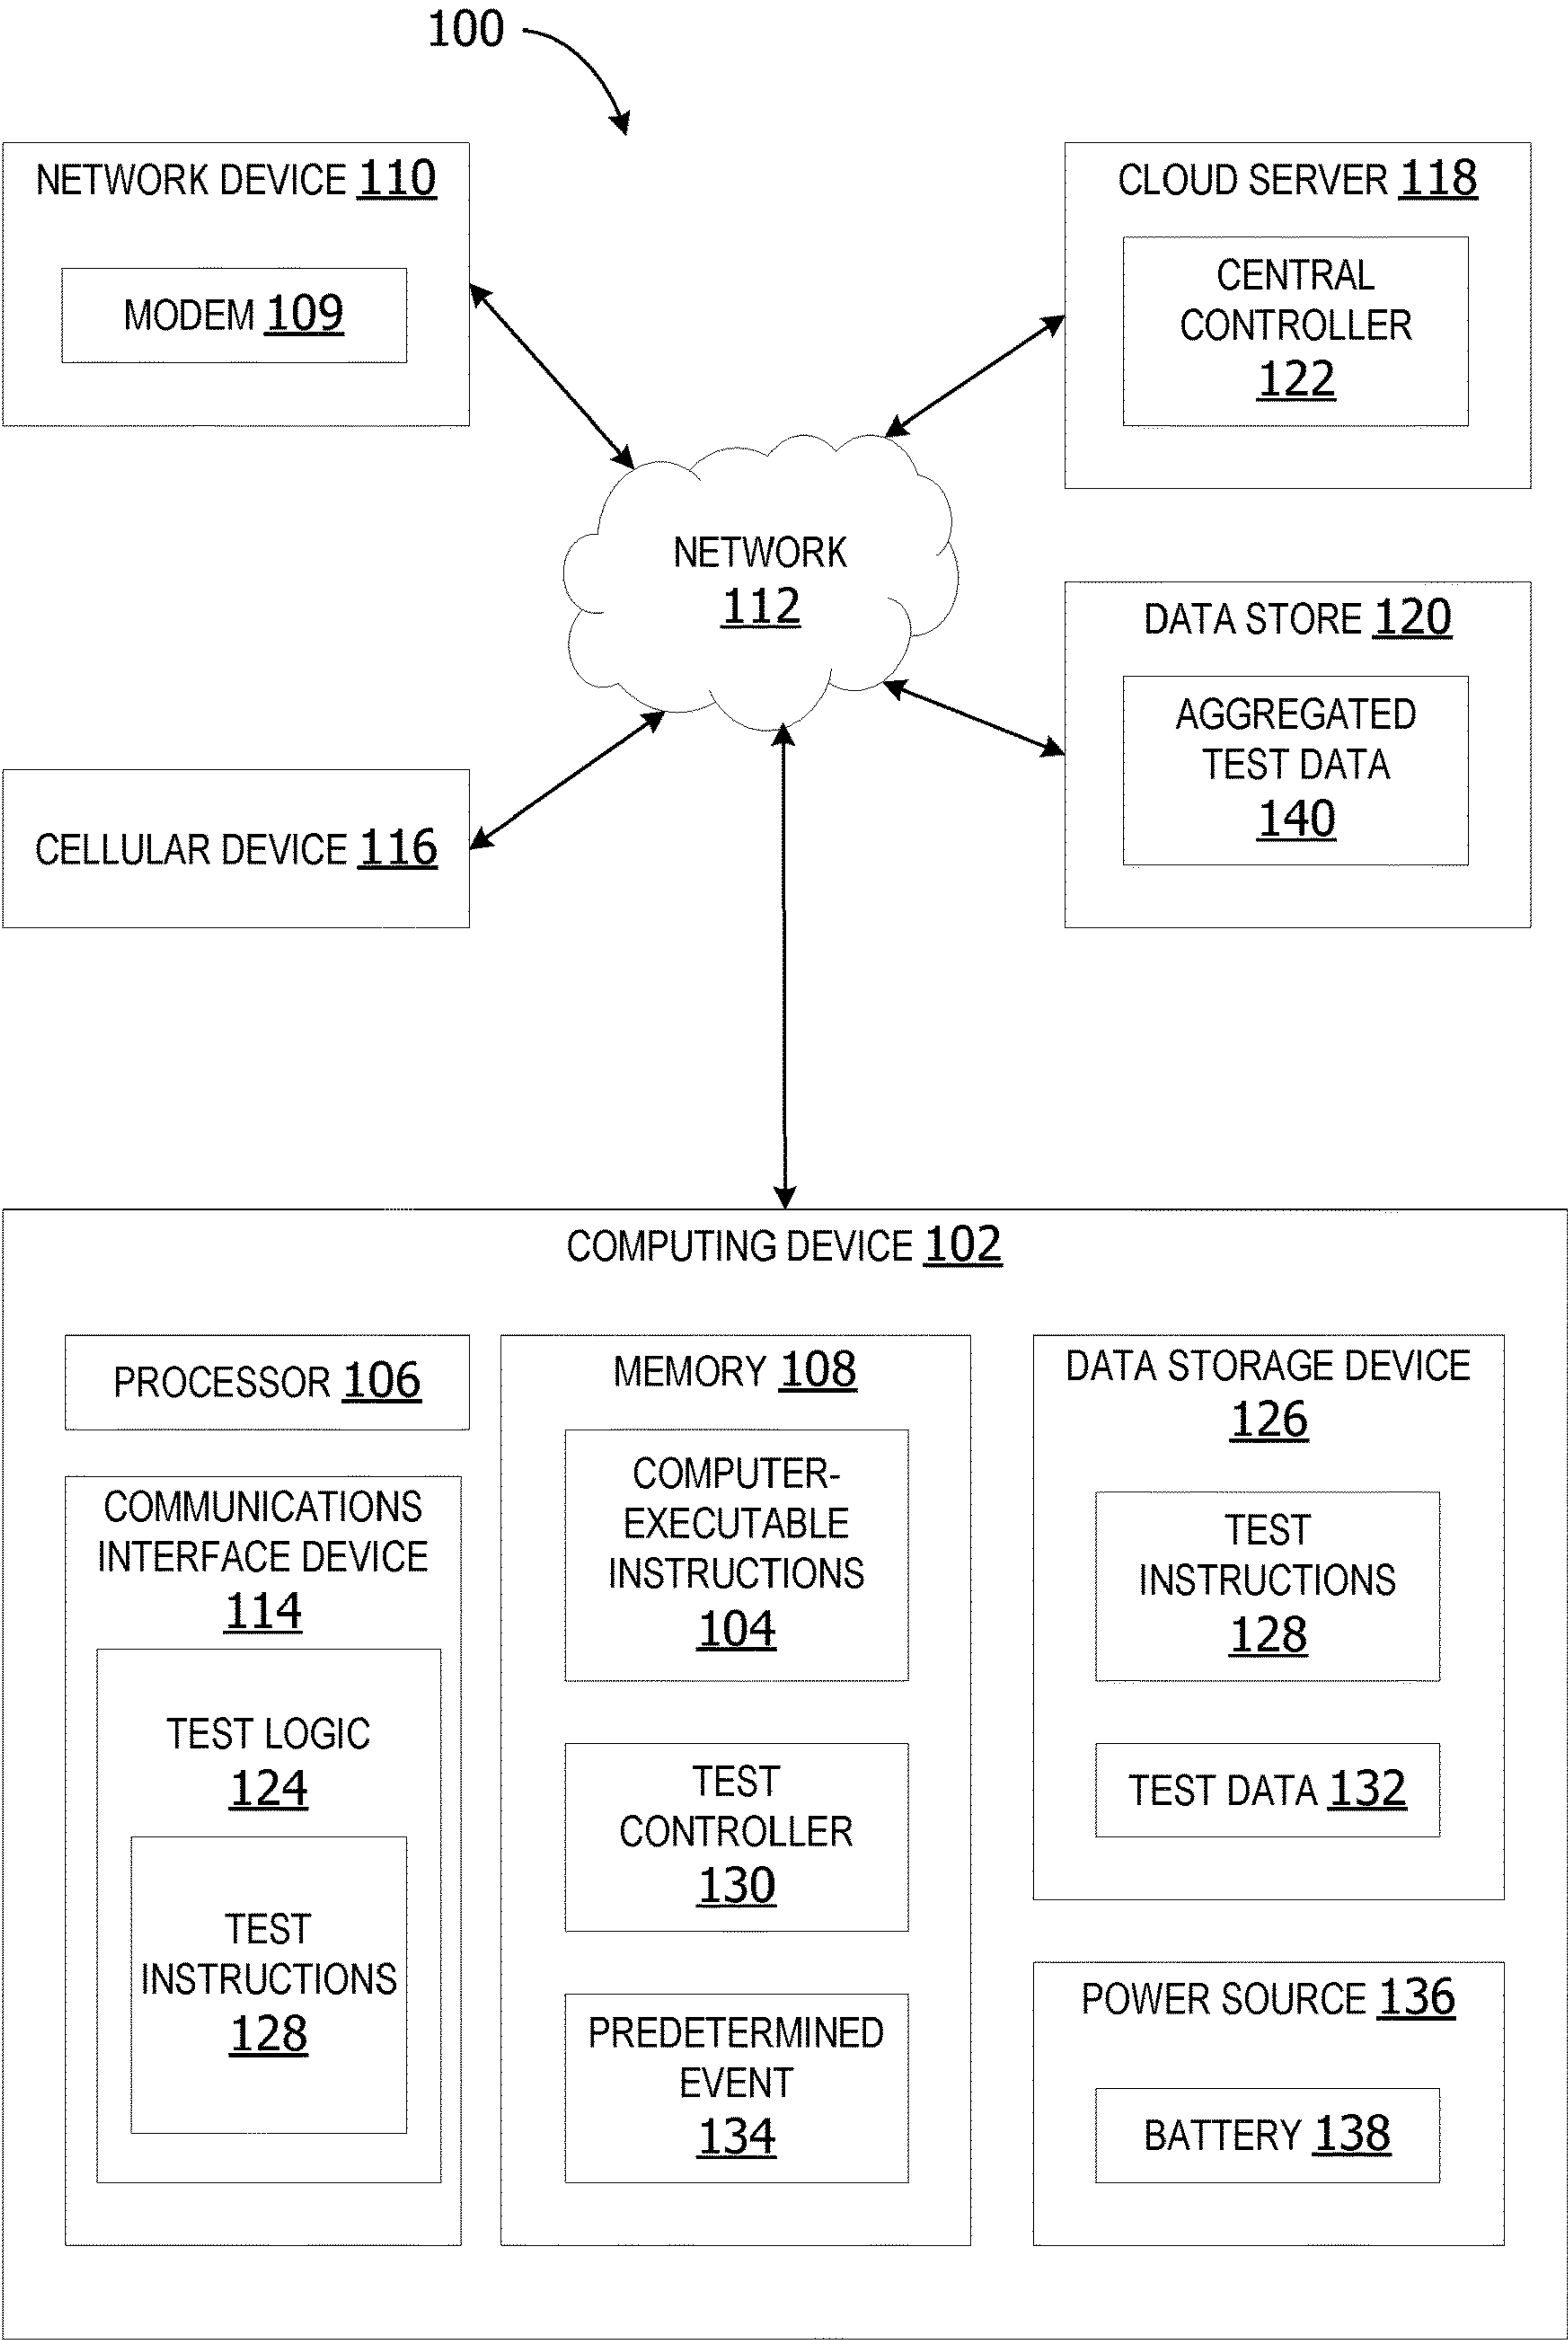 100
NETWORK DEVICE 110
MODEM 109
CLOUD SERVER 118
CENTRAL
CONTROLLER
122
NETWORK
112
DATA STORE 120
AGGREGATED
TEST DATA
140
CELLULAR DEVICE 116
COMPUTING DEVICE 102
PROCESSOR 106
COMMUNICATIONS
INTERFACE DEVICE
114
TEST LOGIC
124
TEST
INSTRUCTIONS
128
MEMORY 108
COMPUTER-
EXECUTABLE
INSTRUCTIONS
104
TEST
CONTROLLER
130
PREDETERMINED
EVENT
134
DATA STORAGE DEVICE
126
TEST
INSTRUCTIONS
128
TEST DATA 132
POWER SOURCE 136
BATTERY 138